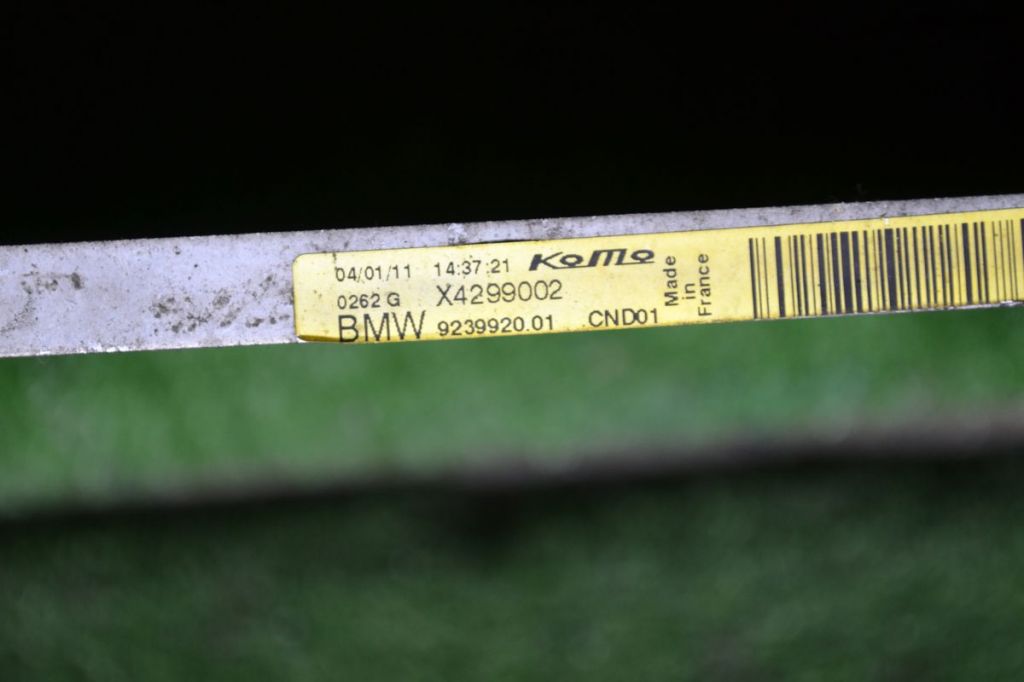 04/01/11 14:37:21 KoMo
0262 G X4299002
BMW 9239920.01 CND01
Made
in
France